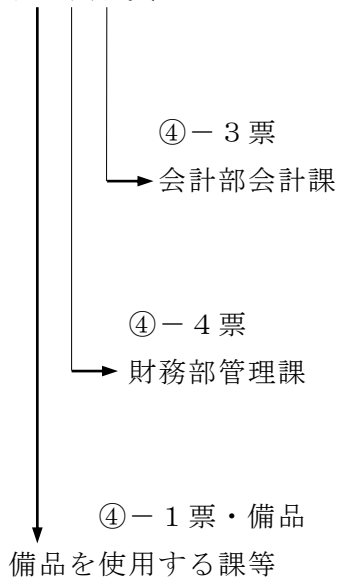 ④－３票
会計部会計課
④－４票
財務部管理課
④－１票・備品
備品を使用する課等